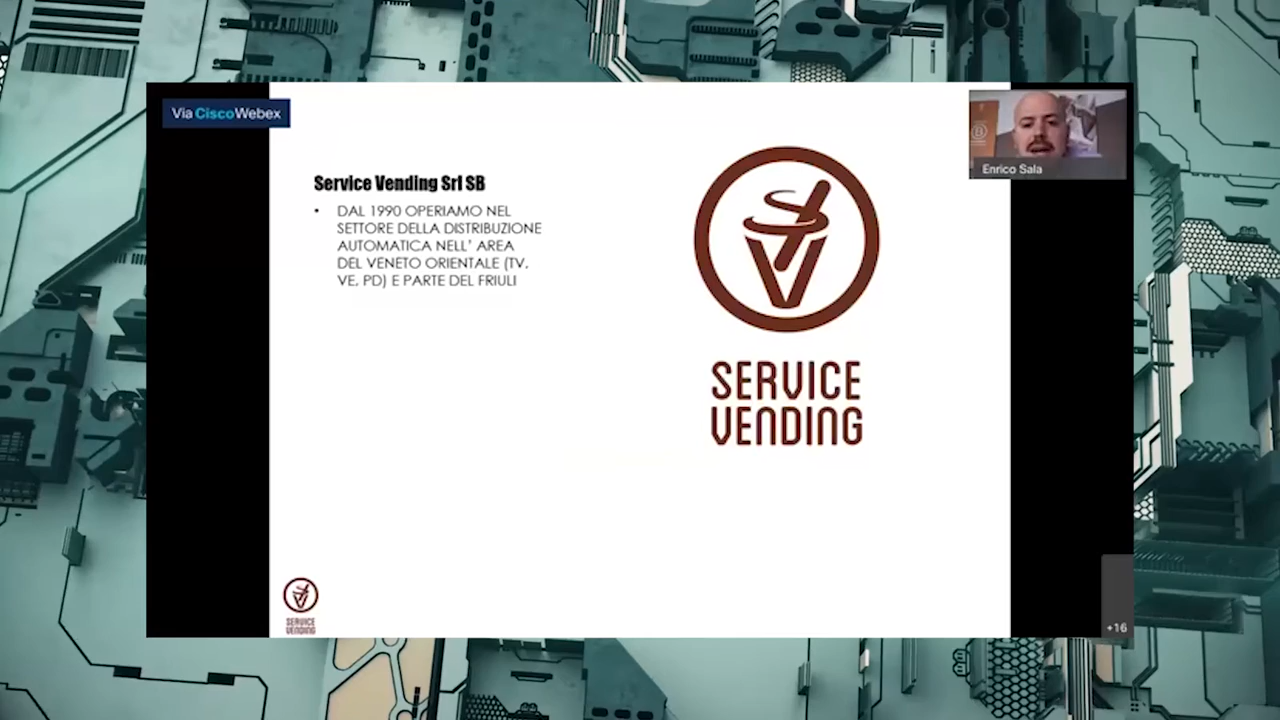 Via CiscoWebex
Enrico Sala
Service Vending Srl SB
• DAL 1990 OPERIAMO NEL
SETTORE DELLA DISTRIBUZIONE
AUTOMATICA NELL' AREA
DEL VENETO ORIENTALE (TV,
VE, PD) E PARTE DEL FRIULI
SERVICE
VENDING
SERVICE
VENDING
+16